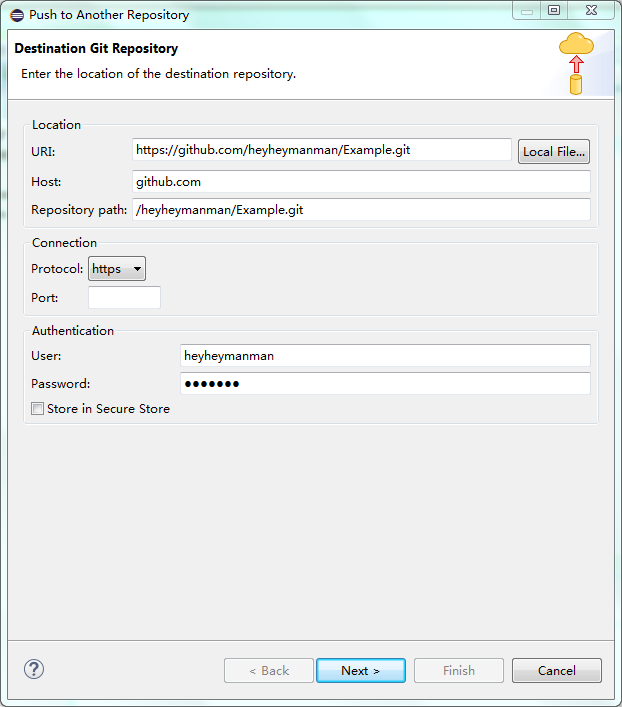 Push to Another Repository
Destination Git Repository
Enter the location of the destination repository.
Location
URI: https://github.com/heyheymanman/Example.git Local File...
Host: github.com
Repository path: /heyheymanman/Example.git
Connection
Protocol: https
Port:
Authentication
User: heyheymanman
Password: ●●●●●●●
Store in Secure Store
? < Back Next > Finish Cancel